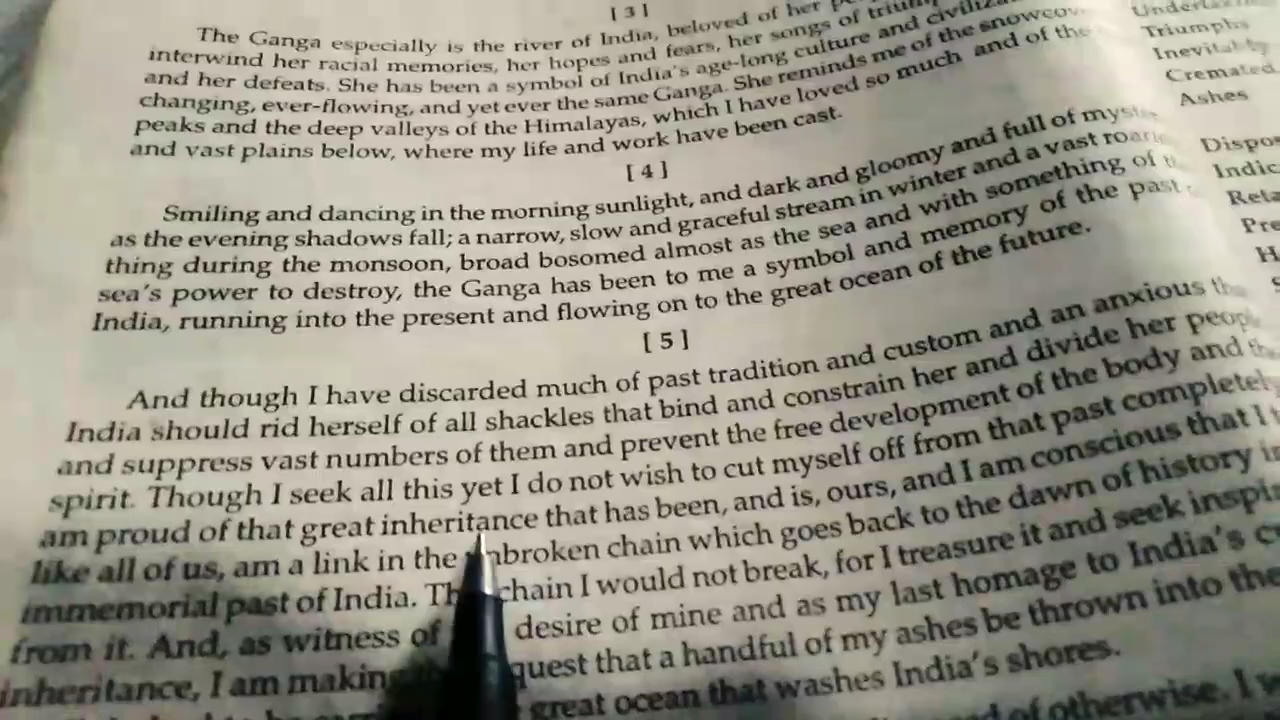 [ 3 ]
The Ganga especially is the river of India, beloved of her
interwind her racial memories, her hopes and fears, her songs of
and her defeats. She has been a symbol of India's age-long culture and
changing, ever-flowing, and yet ever the same Ganga. She reminds me of the
peaks and the deep valleys of the Himalayas, which I have loved so much and of the
and vast plains below, where my life and work have been cast.
[ 4 ]
Smiling and dancing in the morning sunlight, and dark and gloomy and full of
as the evening shadows fall; a narrow, slow and graceful stream in winter and a vast
thing during the monsoon, broad bosomed almost as the sea and with something of
sea's power to destroy, the Ganga has been to me a symbol and memory of the past
India, running into the present and flowing on to the great ocean of the future.
[ 5 ]
And though I have discarded much of past tradition and custom and an anxious
India should rid herself of all shackles that bind and constrain her and divide her
and suppress vast numbers of them and prevent the free development of the body and
spirit. Though I seek all this yet I do not wish to cut myself off from that past
am proud of that great inheritance that has been, and is, ours, and I am conscious that I
like all of us, am a link in the chain which goes back to the dawn of history
immemorial past of India. chain I would not break, for I treasure it and seek
from it. And, as witness of desire of mine and as my last homage to India's
inheritance, I am making that a handful of my ashes be thrown into the
great ocean that washes India's shores.
of otherwise. I
Triumphs
Cremated
Ashes